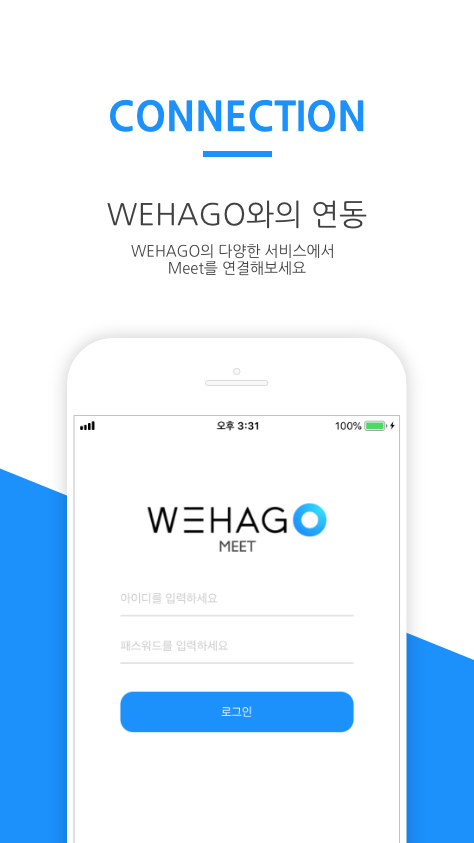 CONNECTION
WEHAGO와의 연동
WEHAGO의 다양한 서비스에서
Meet를 연결해보세요
오후 3:31
100%
WEHAGO
MEET
아이디를 입력하세요
패스워드를 입력하세요
로그인